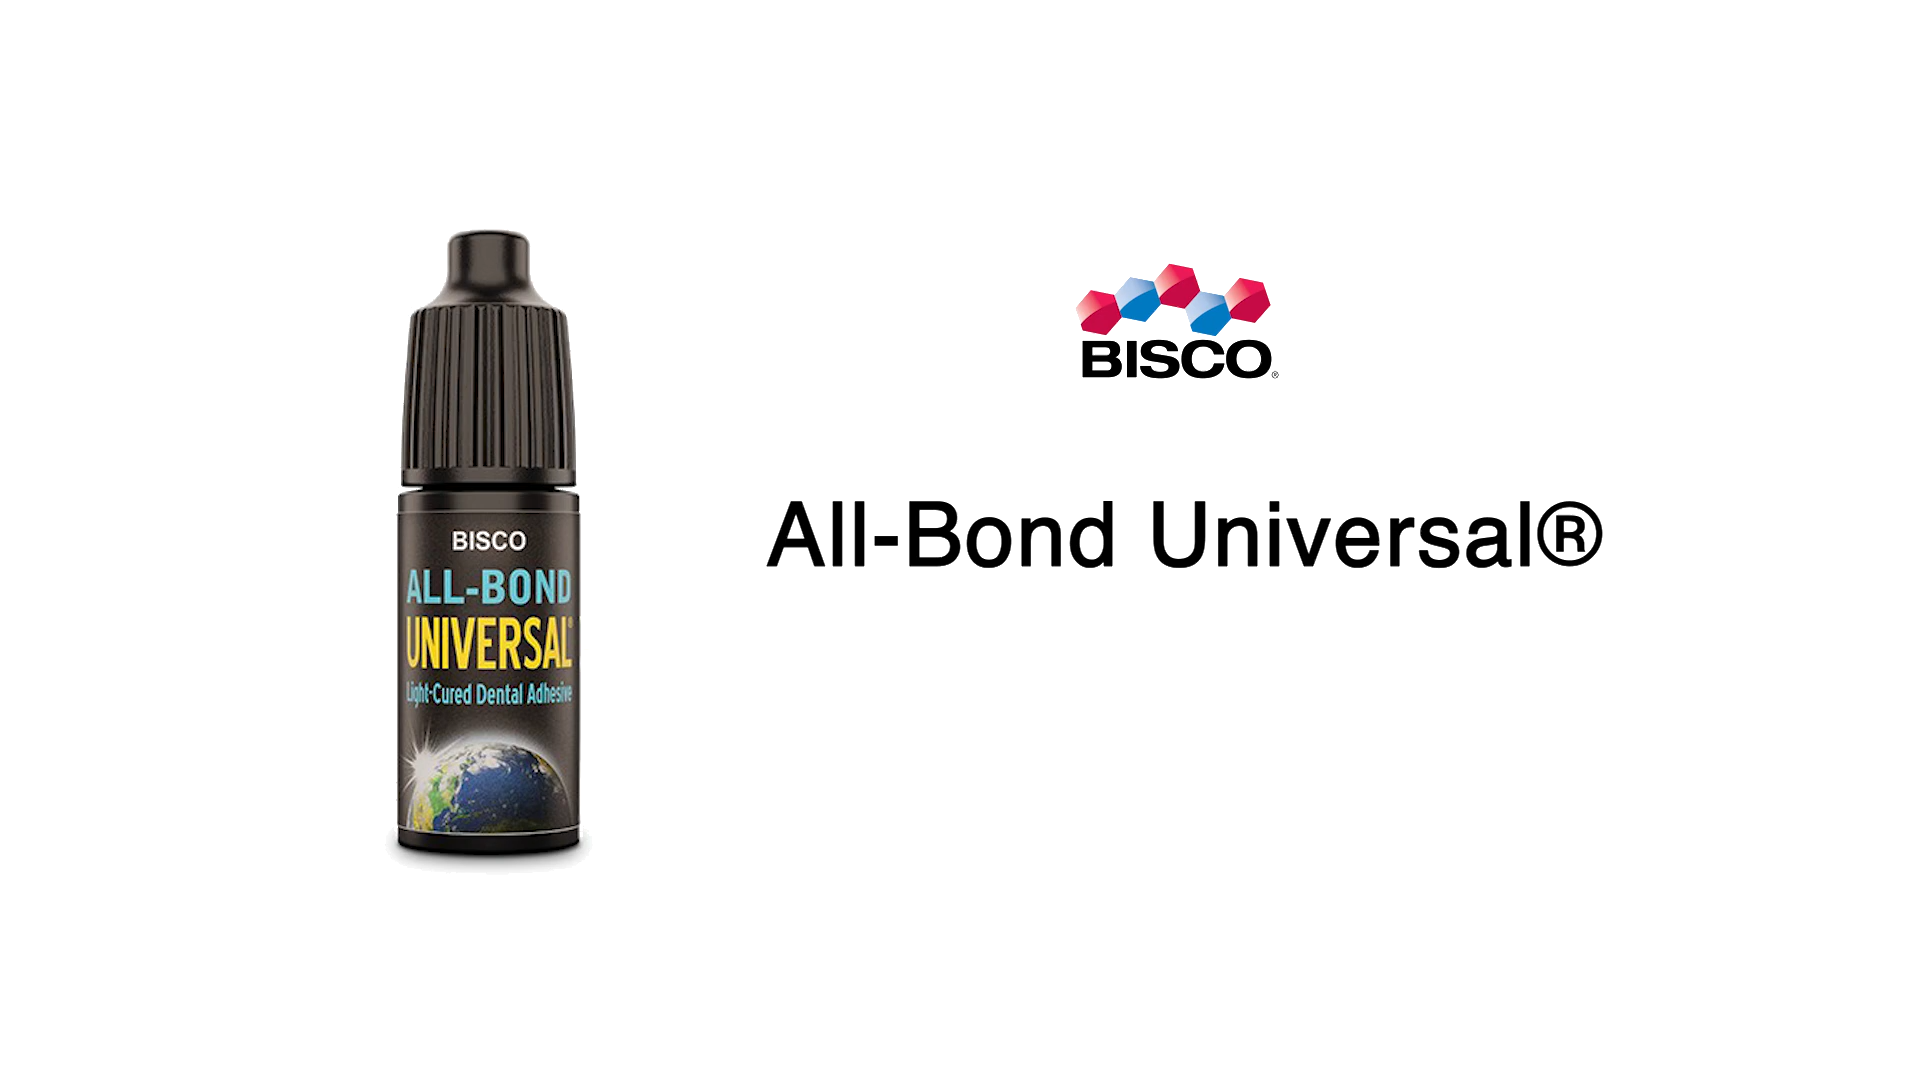 BISCO
ALL-BOND
UNIVERSAL®
Light-Cured Dental Adhesive
BISCO®
All-Bond Universal®